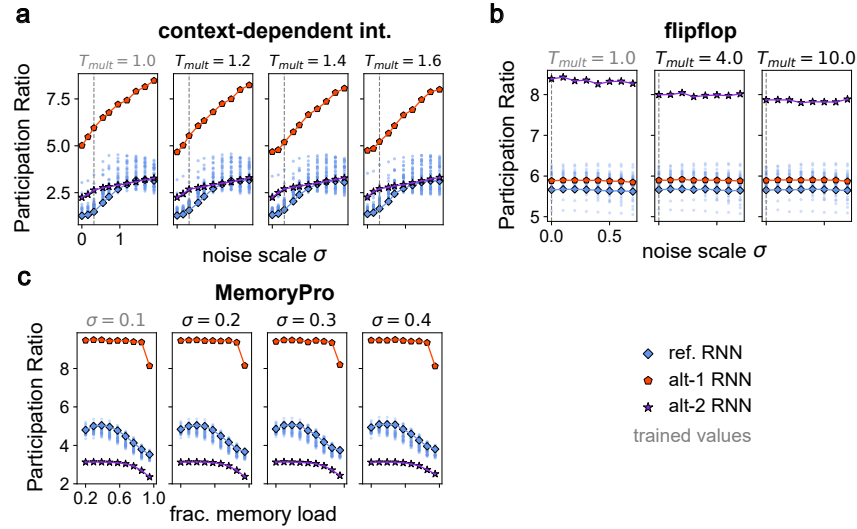 a
context-dependent int.
T_mult = 1.0
T_mult = 1.2
T_mult = 1.4
T_mult = 1.6
Participation Ratio
7.5
5.0
2.5
0
1
noise scale σ
b
flipflop
T_mult = 1.0
T_mult = 4.0
T_mult = 10.0
Participation Ratio
8
7
6
5
0.0
0.5
noise scale σ
c
MemoryPro
σ = 0.1
σ = 0.2
σ = 0.3
σ = 0.4
Participation Ratio
8
6
4
2
0.2
0.6
1.0
frac. memory load
ref. RNN
alt-1 RNN
alt-2 RNN
trained values